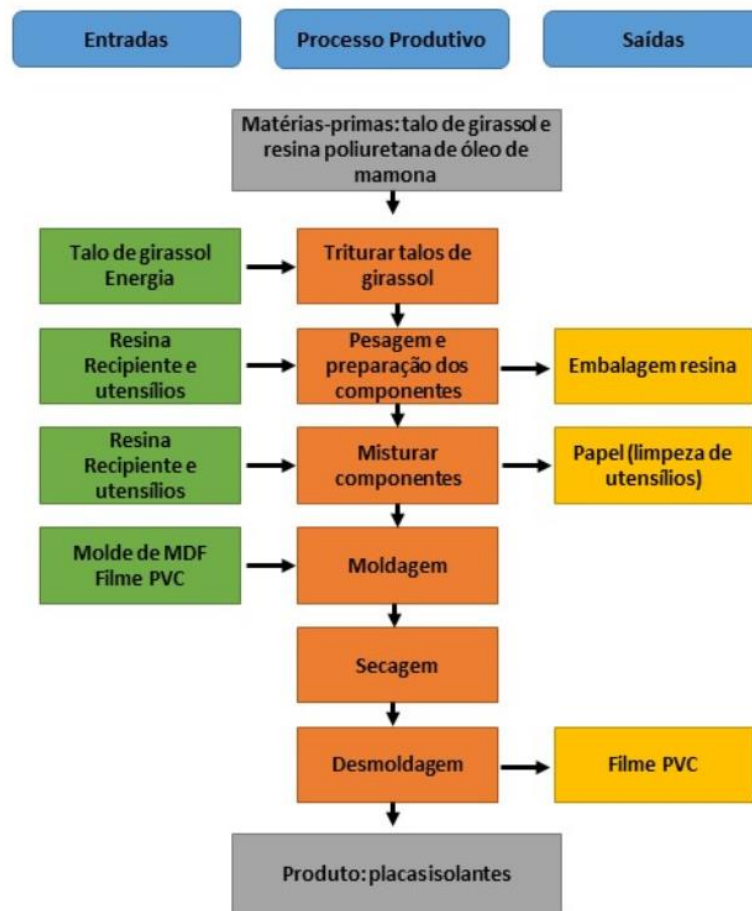 Entradas
Processo Produtivo
Saídas
Matérias-primas: talo de girassol e
resina poliuretana de óleo de
mamona
Talo de girassol
Energia
Triturar talos de
girassol
Resina
Recipiente e
utensílios
Pesagem e
preparação dos
componentes
Embalagem resina
Resina
Recipiente e
utensílios
Misturar
componentes
Papel (limpeza de
utensílios)
Molde de MDF
Filme PVC
Moldagem
Secagem
Desmoldagem
Filme PVC
Produto: placas isolantes